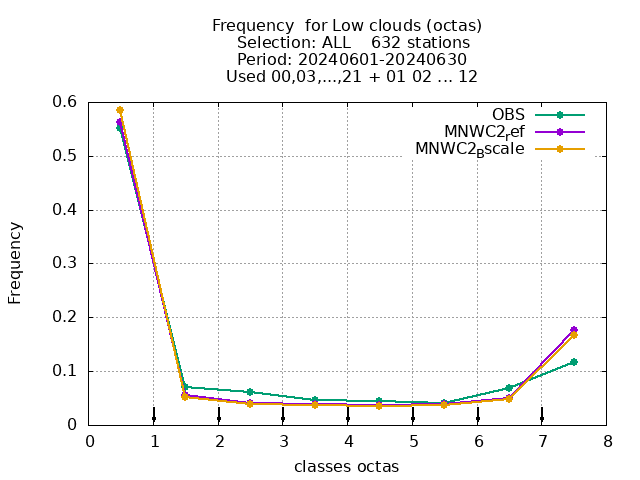 Frequency  for Low clouds (octas)
Selection: ALL    632 stations
Period: 20240601-20240630
Used 00,03,...,21 + 01 02 ... 12
OBS
MNWC2ref
MNWC2Bscale
0.6
0.5
0.4
0.3
0.2
0.1
0
Frequency
0 1 2 3 4 5 6 7 8
classes octas